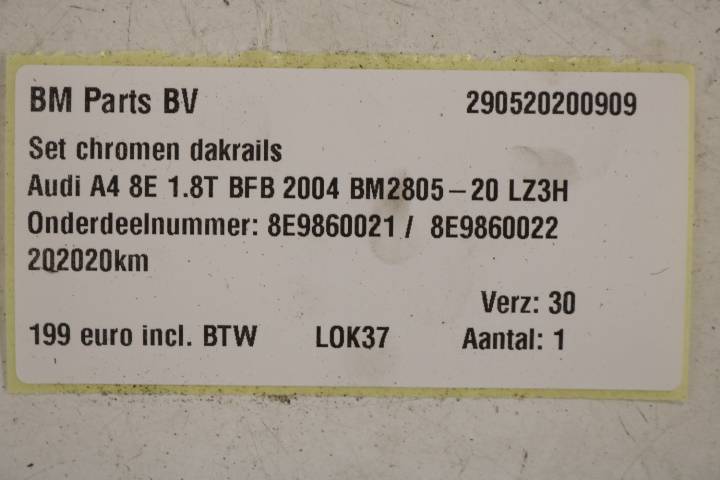 BM Parts BV 290520200909
Set chromen dakrails
Audi A4 8E 1.8T BFB 2004 BM2805-20 LZ3H
Onderdeelnummer: 8E9860021 / 8E9860022
202020km
Verz: 30
199 euro incl. BTW LOK37 Aantal: 1